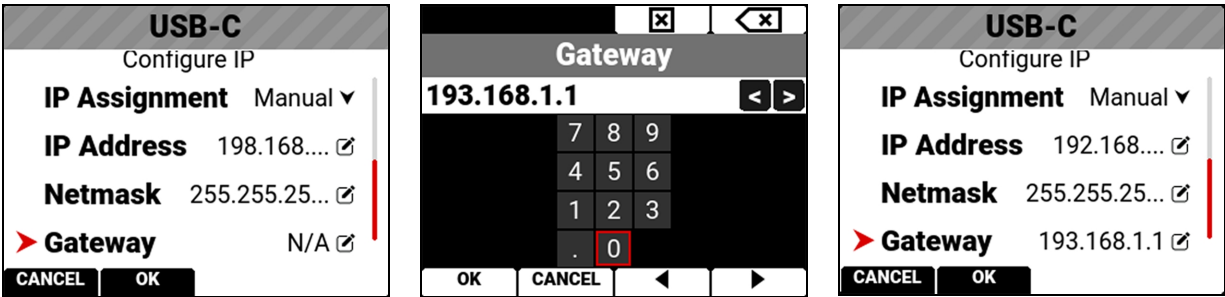 USB-C
Configure IP
IP Assignment Manual
IP Address 198.168....
Netmask 255.255.25...
Gateway N/A
CANCEL OK
Gateway
193.168.1.1 < >
7 8 9
4 5 6
1 2 3
. 0
OK CANCEL
USB-C
Configure IP
IP Assignment Manual
IP Address 192.168....
Netmask 255.255.25...
Gateway 193.168.1.1
CANCEL OK